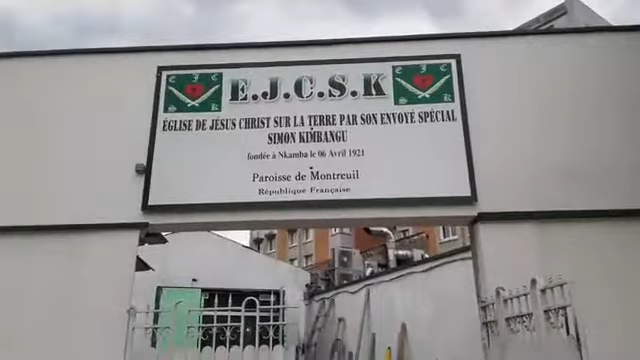 E.J.C.S.K
E J C
S K
E J C
S K
ÉGLISE DE JÉSUS CHRIST SUR LA TERRE PAR SON ENVOYÉ SPÉCIAL
SIMON KIMBANGU
fondée à Nkamba le 06 Avril 1921
Paroisse de Montreuil
République Française